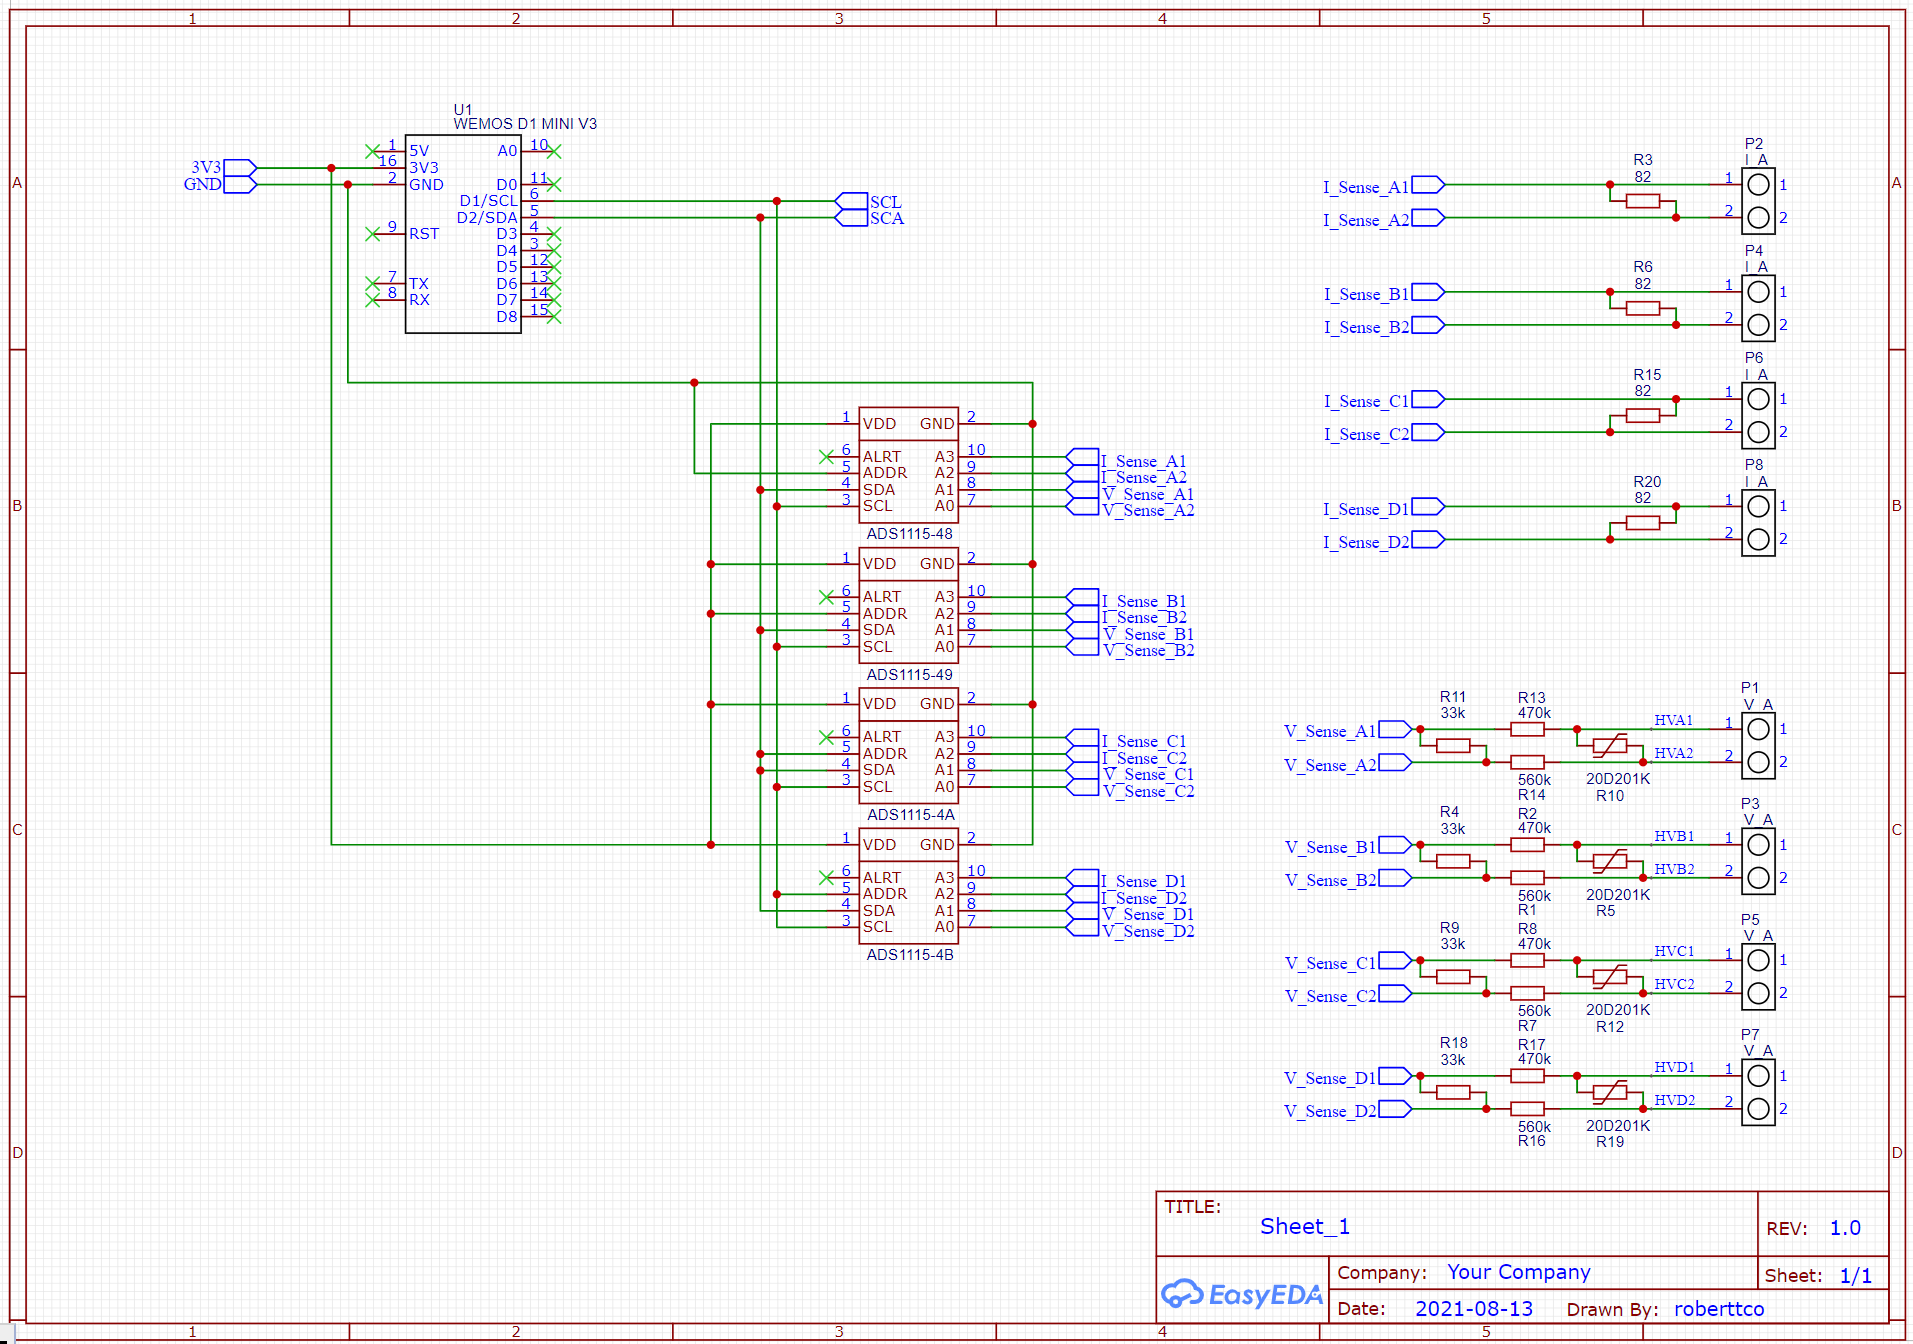 1 2 3 4 5
A
B
C
D
U1
WEMOS D1 MINI V3
3V3
GND
1 5V
16 3V3
2 GND
9 RST
7 TX
8 RX
A0 10
D0 11
D1/SCL 6
D2/SDA 5
D3 4
D4 3
D5 12
D6 13
D7 14
D8 15
SCL
SCA
1 VDD GND 2
6 ALRT A3 10 I_Sense_A1
5 ADDR A2 9 I_Sense_A2
4 SDA A1 8 V_Sense_A1
3 SCL A0 7 V_Sense_A2
ADS1115-48
1 VDD GND 2
6 ALRT A3 10 I_Sense_B1
5 ADDR A2 9 I_Sense_B2
4 SDA A1 8 V_Sense_B1
3 SCL A0 7 V_Sense_B2
ADS1115-49
1 VDD GND 2
6 ALRT A3 10 I_Sense_C1
5 ADDR A2 9 I_Sense_C2
4 SDA A1 8 V_Sense_C1
3 SCL A0 7 V_Sense_C2
ADS1115-4A
1 VDD GND 2
6 ALRT A3 10 I_Sense_D1
5 ADDR A2 9 I_Sense_D2
4 SDA A1 8 V_Sense_D1
3 SCL A0 7 V_Sense_D2
ADS1115-4B
P2
R3 I_A
82
I_Sense_A1 1 1
I_Sense_A2 2 2
P4
R6 I_A
82
I_Sense_B1 1 1
I_Sense_B2 2 2
P6
R15 I_A
82
I_Sense_C1 1 1
I_Sense_C2 2 2
P8
R20 I_A
82
I_Sense_D1 1 1
I_Sense_D2 2 2
P1
R11 R13 V_A
33k 470k
V_Sense_A1 HVA1 1 1
V_Sense_A2 HVA2 2 2
560k 20D201K
R14 R10
P3
R4 R2 V_A
33k 470k
V_Sense_B1 HVB1 1 1
V_Sense_B2 HVB2 2 2
560k 20D201K
R1 R5
P5
R9 R8 V_A
33k 470k
V_Sense_C1 HVC1 1 1
V_Sense_C2 HVC2 2 2
560k 20D201K
R7 R12
P7
R18 R17 V_A
33k 470k
V_Sense_D1 HVD1 1 1
V_Sense_D2 HVD2 2 2
560k 20D201K
R16 R19
A
B
C
D
TITLE:
Sheet_1
REV: 1.0
EasyEDA
Company: Your Company
Sheet: 1/1
Date: 2021-08-13 Drawn By: roberttco
1 2 3 4 5